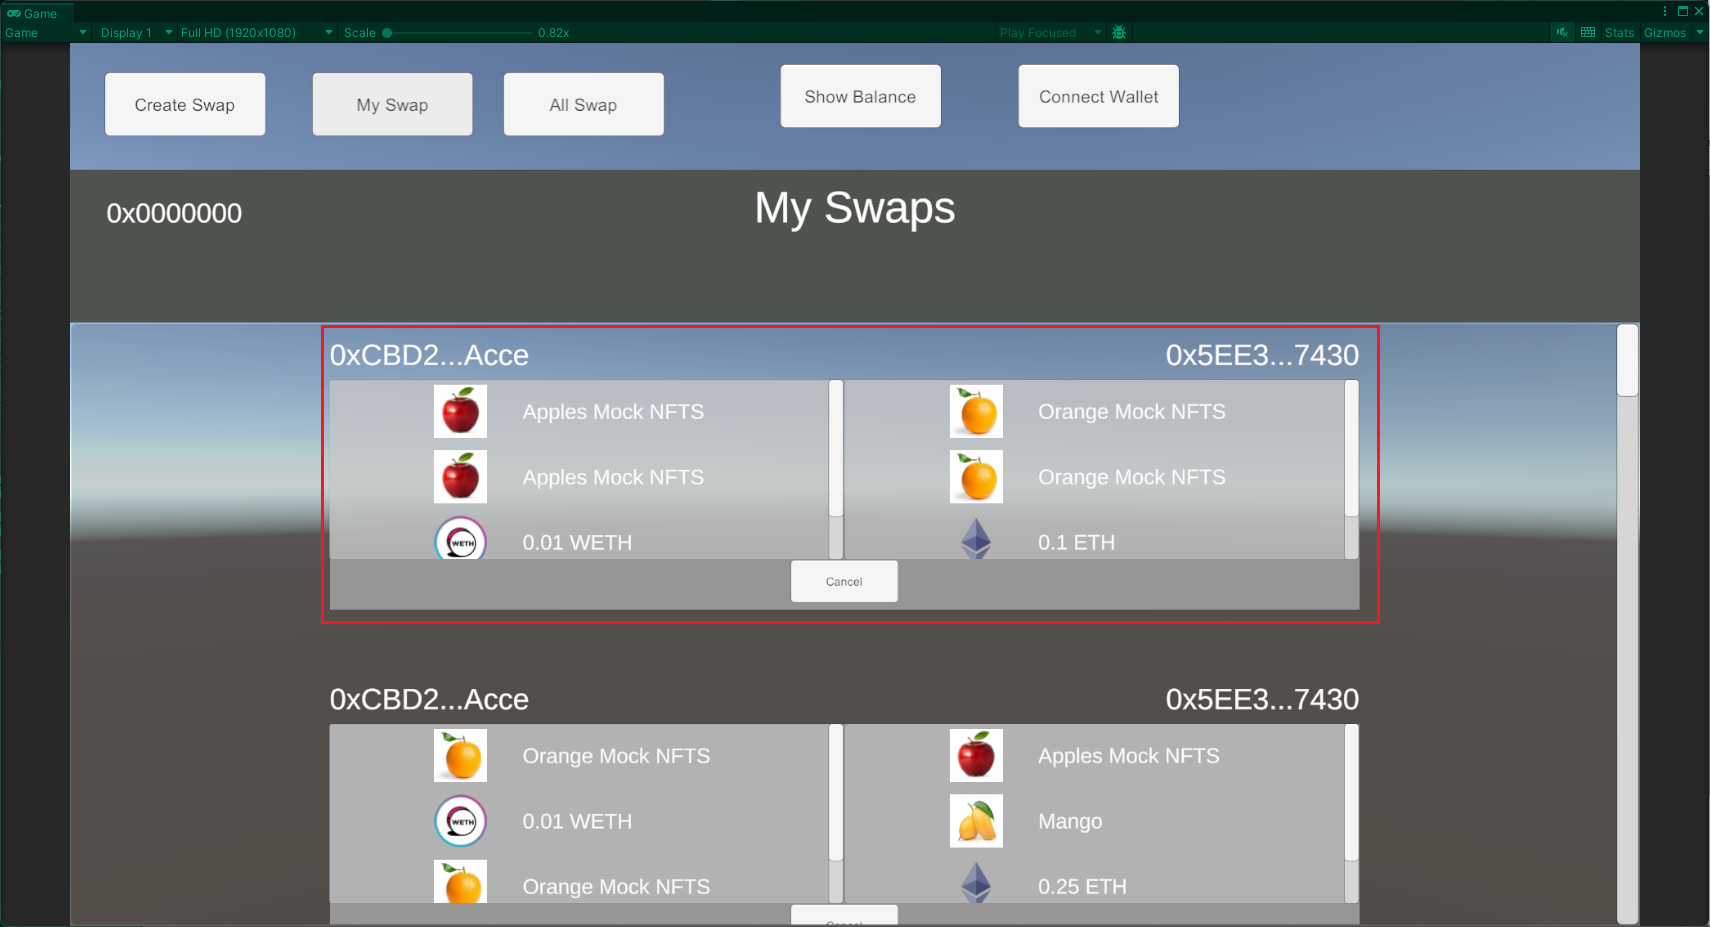 Game
Game Display 1 Full HD (1920x1080) Scale 0.82x Play Focused Stats Gizmos
Create Swap My Swap All Swap Show Balance Connect Wallet
0x0000000 My Swaps
0xCBD2...Acce 0x5EE3...7430
Apples Mock NFTS Orange Mock NFTS
Apples Mock NFTS Orange Mock NFTS
WETH 0.01 WETH 0.1 ETH
Cancel
0xCBD2...Acce 0x5EE3...7430
Orange Mock NFTS Apples Mock NFTS
WETH 0.01 WETH Mango
Orange Mock NFTS 0.25 ETH
Cancel